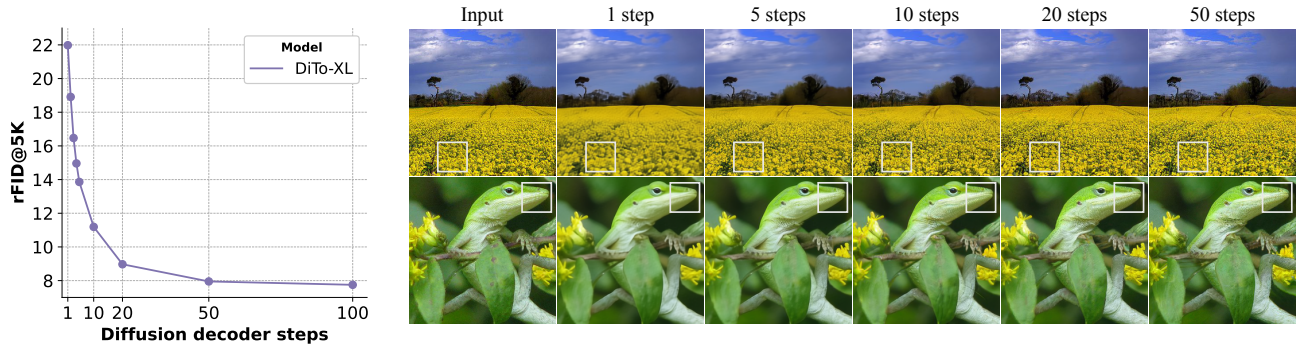 22
20
18
16
14
12
10
8
rFID@5K
Model
DiTo-XL
1 10 20 50 100
Diffusion decoder steps
Input 1 step 5 steps 10 steps 20 steps 50 steps